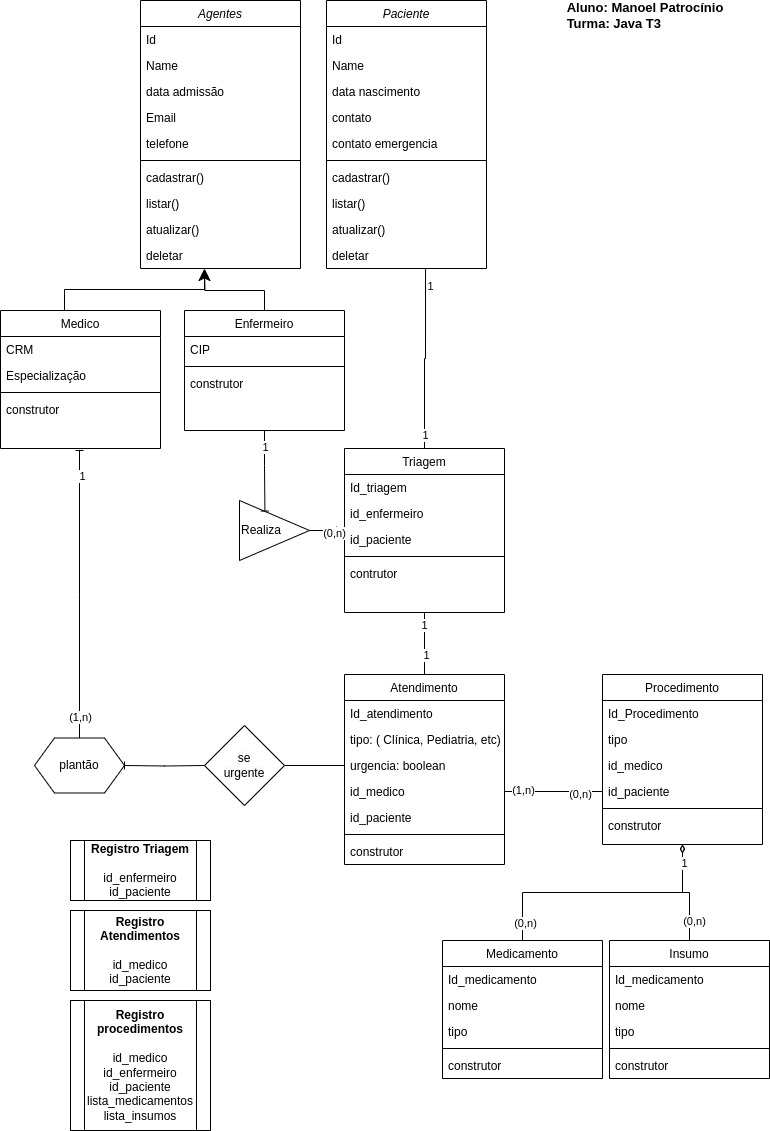 Aluno: Manoel Patrocínio
Turma: Java T3
Agentes
Id
Name
data admissão
Email
telefone
cadastrar()
listar()
atualizar()
deletar
Paciente
Id
Name
data nascimento
contato
contato emergencia
cadastrar()
listar()
atualizar()
deletar
1
Medico
CRM
Especialização
construtor
1
Enfermeiro
CIP
construtor
1
1
Realiza
(0,n)
Triagem
Id_triagem
id_enfermeiro
id_paciente
contrutor
1
1
(1,n)
plantão
se
urgente
Atendimento
Id_atendimento
tipo: ( Clínica, Pediatria, etc)
urgencia: boolean
id_medico
id_paciente
construtor
(1,n)
(0,n)
Procedimento
Id_Procedimento
tipo
id_medico
id_paciente
construtor
1
(0,n)
(0,n)
Medicamento
Id_medicamento
nome
tipo
construtor
Insumo
Id_medicamento
nome
tipo
construtor
Registro Triagem
id_enfermeiro
id_paciente
Registro
Atendimentos
id_medico
id_paciente
Registro
procedimentos
id_medico
id_enfermeiro
id_paciente
lista_medicamentos
lista_insumos